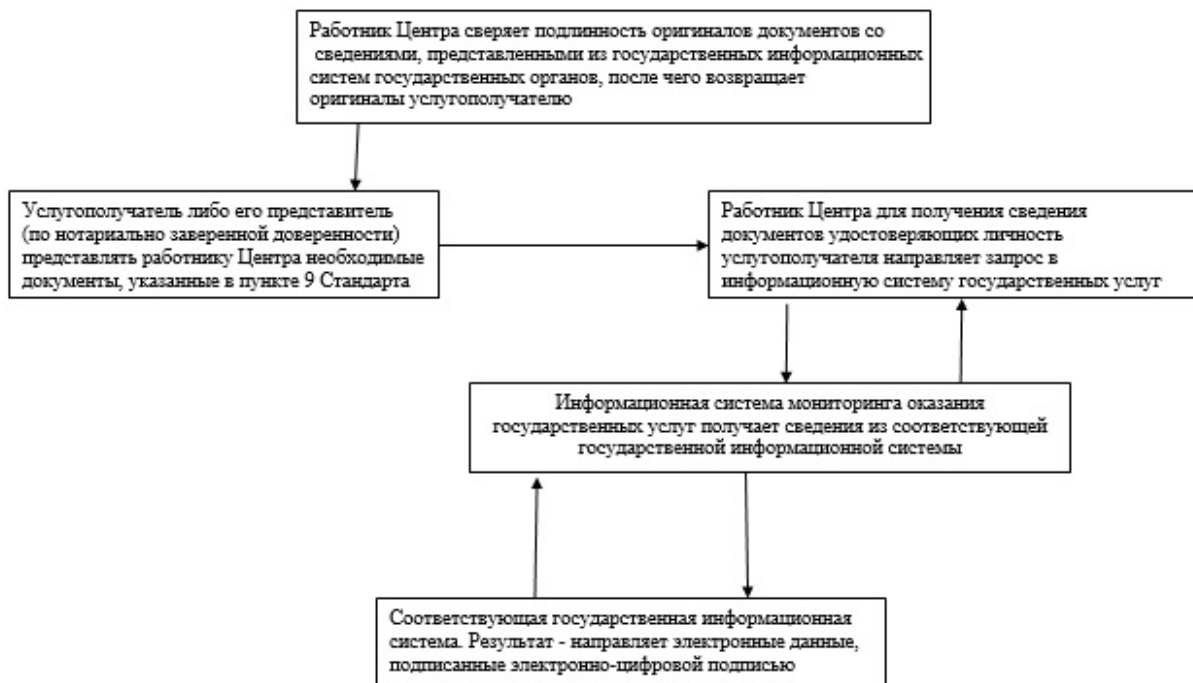 Работник Центра сверяет подлинность оригиналов документов со
сведениями, представленными из государственных информационных
систем государственных органов, после чего возвращает
оригиналы услугополучателю
Услугополучатель либо его представитель
(по нотариально заверенной доверенности)
представлять работнику Центра необходимые
документы, указанные в пункте 9 Стандарта
Работник Центра для получения сведения
документов удостоверяющих личность
услугополучателя направляет запрос в
информационную систему государственных услуг
Информационная система мониторинга оказания
государственных услуг получает сведения из соответствующей
государственной информационной системы
Соответствующая государственная информационная
система. Результат - направляет электронные данные,
подписанные электронно-цифровой подписью